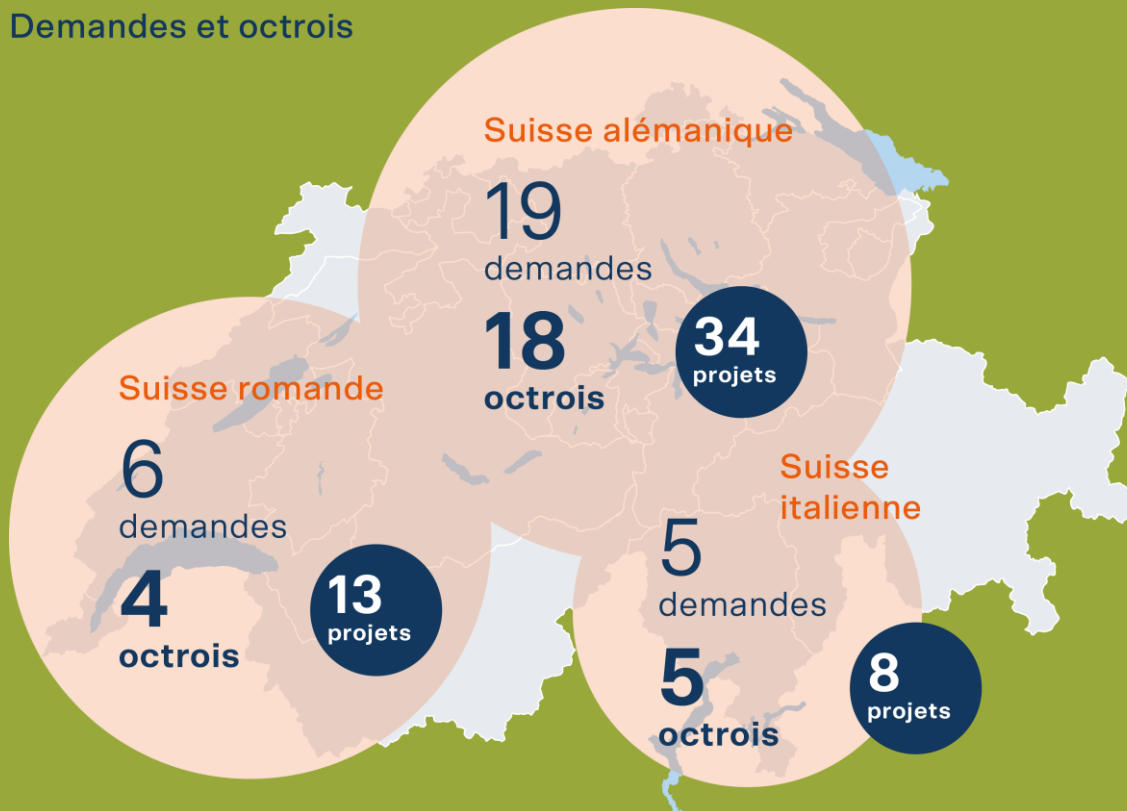 Demandes et octrois
Suisse alémanique
19
demandes
18
octrois
34
projets
Suisse romande
6
demandes
4
octrois
13
projets
Suisse
italienne
5
demandes
5
octrois
8
projets